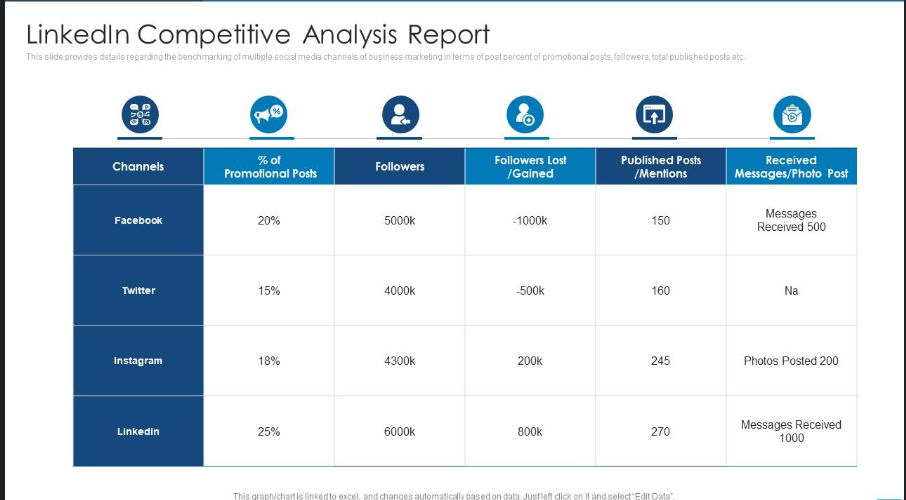 LinkedIn Competitive Analysis Report
This slide provides details regarding the benchmarking of multiple social media channels of business marketing in terms of post percent of promotional posts, followers, total published posts etc.
%
Channels
% of
Promotional Posts
Followers
Followers Lost
/Gained
Published Posts
/Mentions
Received
Messages/Photo Post
Facebook
20%
5000k
-1000k
150
Messages
Received 500
Twitter
15%
4000k
-500k
160
Na
Instagram
18%
4300k
200k
245
Photos Posted 200
LinkedIn
25%
6000k
800k
270
Messages Received
1000
This graph/chart is linked to excel, and changes automatically based on data. Just left click on it and select “Edit Data”.